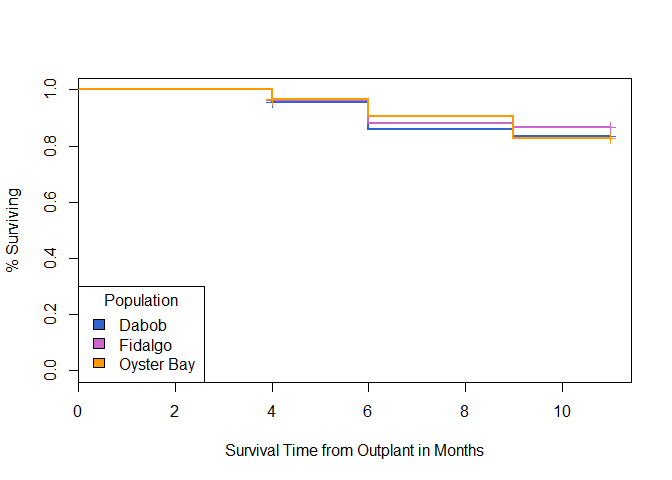 % Surviving
1.0
0.8
0.6
0.4
0.2
0.0
Population
Dabob
Fidalgo
Oyster Bay
0 2 4 6 8 10
Survival Time from Outplant in Months